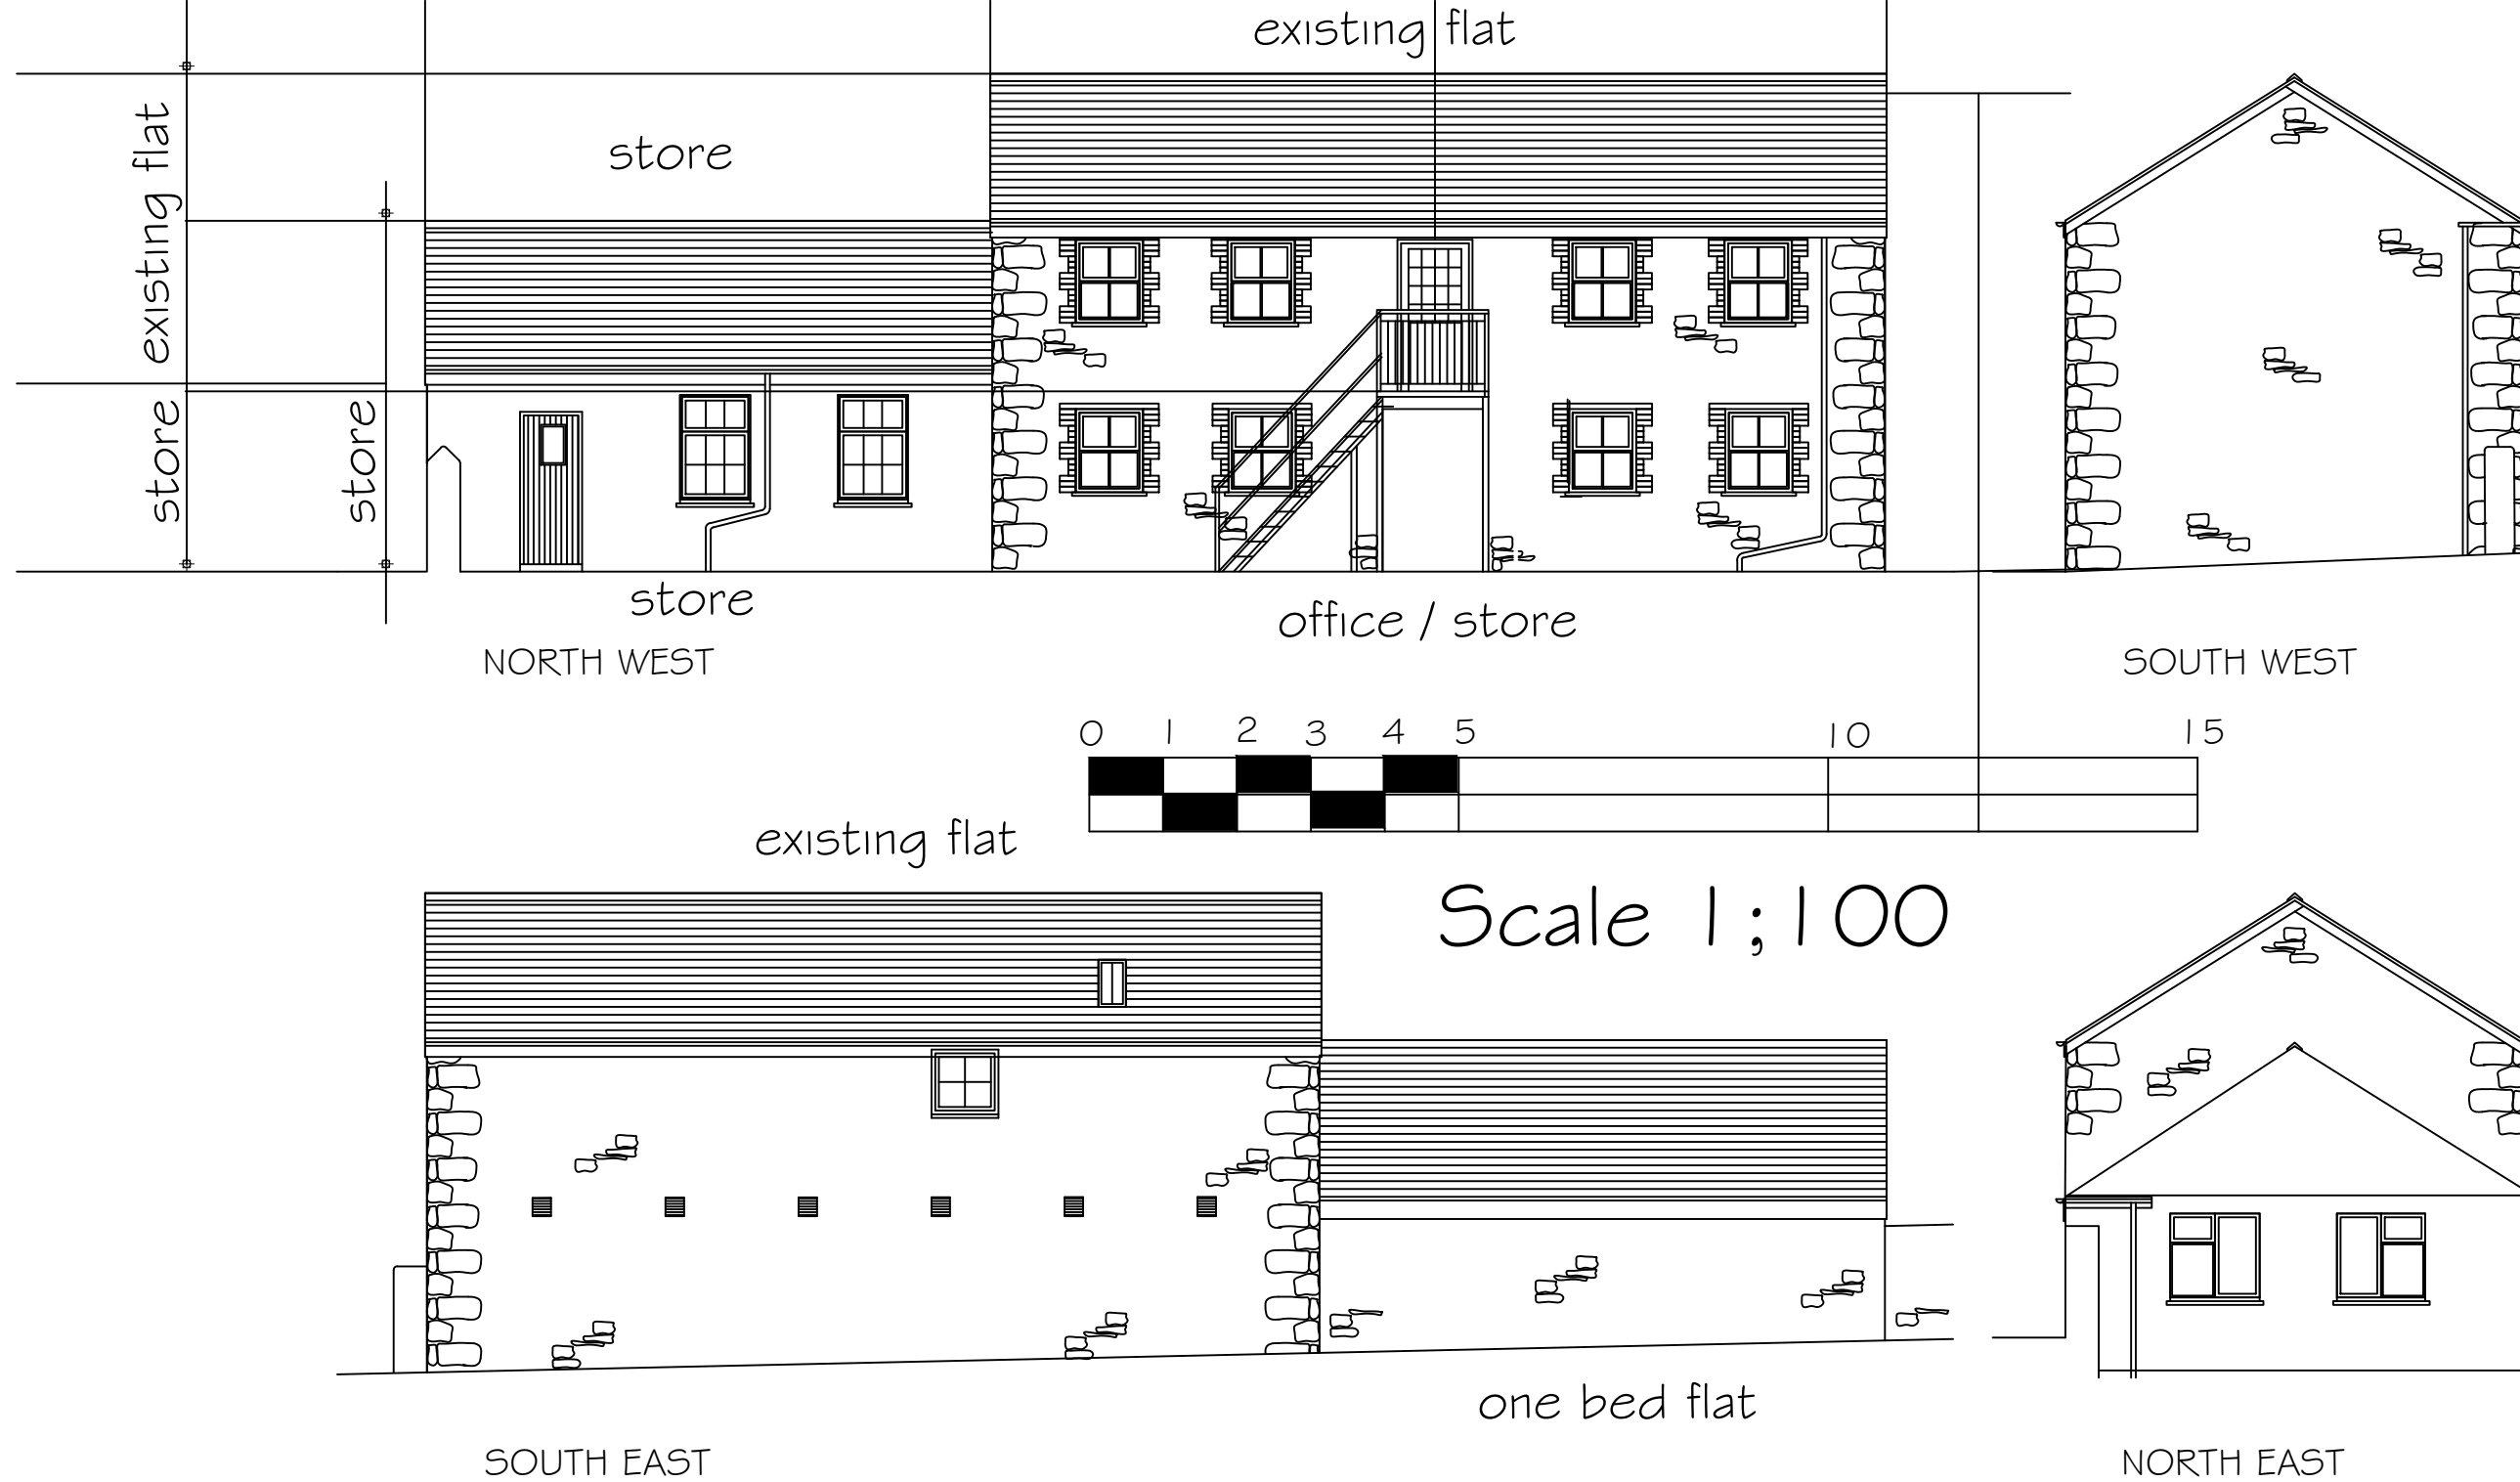 existing flat
store
existing flat
store
store
store
office / store
NORTH WEST
SOUTH WEST
0 1 2 3 4 5 10 15
existing flat
Scale 1;100
one bed flat
SOUTH EAST
NORTH EAST